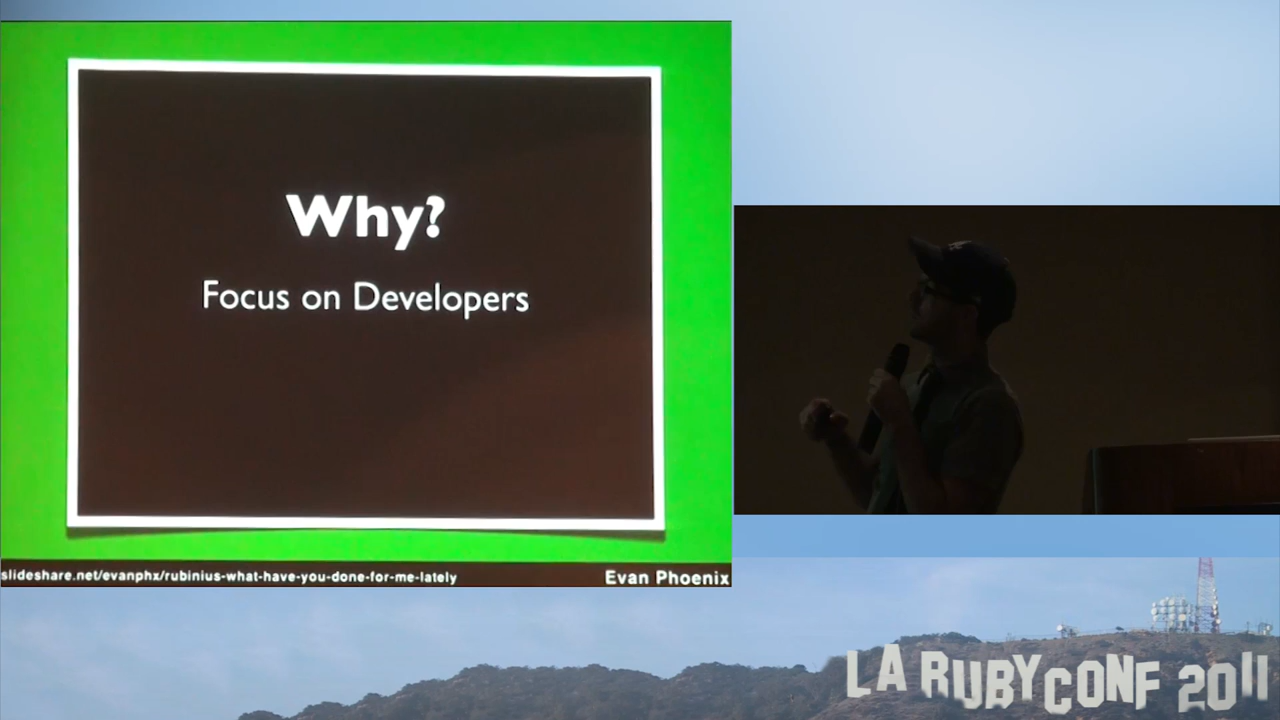 Why?
Focus on Developers
slideshare.net/evanphx/rubinius-what-have-you-done-for-me-lately
Evan Phoenix
LA RUBYCONF 2011